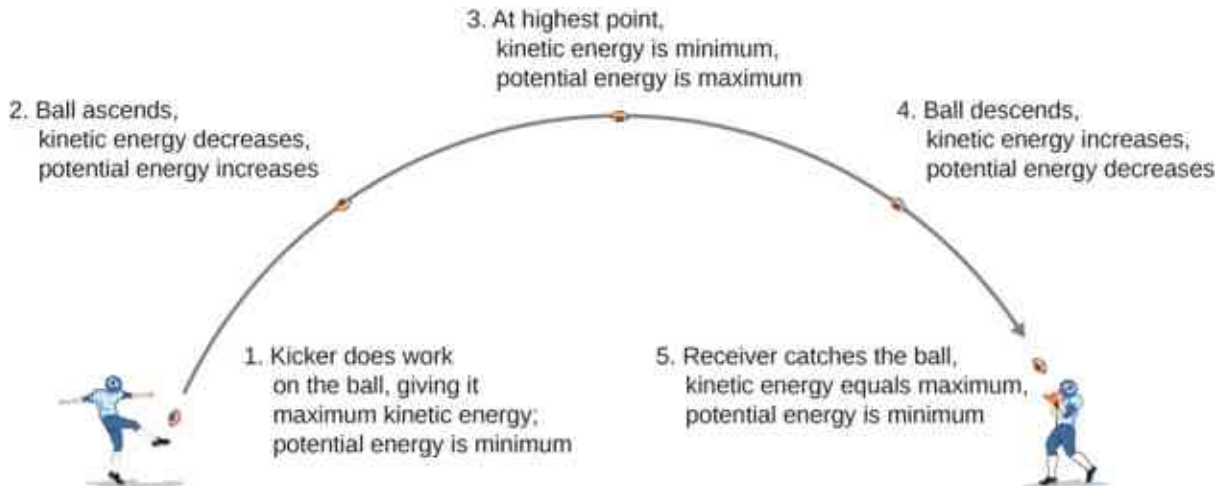 3. At highest point,
kinetic energy is minimum,
potential energy is maximum
2. Ball ascends,
kinetic energy decreases,
potential energy increases
4. Ball descends,
kinetic energy increases,
potential energy decreases
1. Kicker does work
on the ball, giving it
maximum kinetic energy;
potential energy is minimum
5. Receiver catches the ball,
kinetic energy equals maximum,
potential energy is minimum